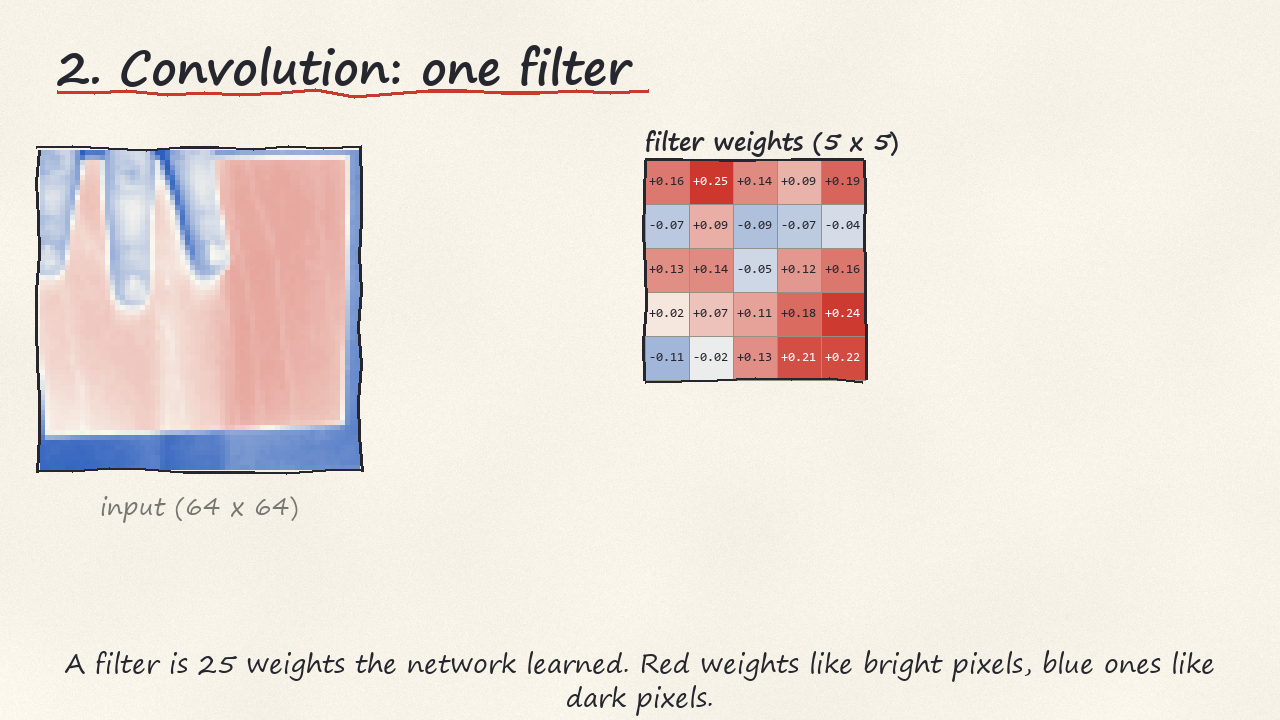 2. Convolution: one filter
filter weights (5 x 5)
+0.16 +0.25 +0.14 +0.09 +0.19
-0.07 +0.09 -0.09 -0.07 -0.04
+0.13 +0.14 -0.05 +0.12 +0.16
+0.02 +0.07 +0.11 +0.18 +0.24
-0.11 -0.02 +0.13 +0.21 +0.22
input (64 x 64)
A filter is 25 weights the network learned. Red weights like bright pixels, blue ones like
dark pixels.